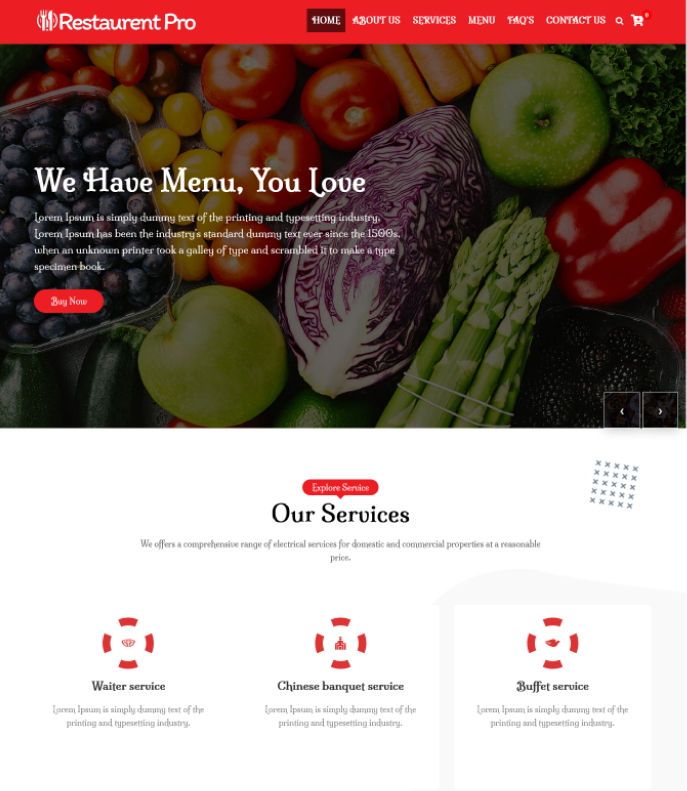 Restaurent Pro
HOME ABOUT US SERVICES MENU FAQ'S CONTACT US 0
We Have Menu, You Love
Lorem Ipsum is simply dummy text of the printing and typesetting industry.
Lorem Ipsum has been the industry's standard dummy text ever since the 1500s,
when an unknown printer took a galley of type and scrambled it to make a type
specimen book.
Buy Now
‹ ›
Explore Service
Our Services
We offers a comprehensive range of electrical services for domestic and commercial properties at a reasonable
price.
Waiter service
Lorem Ipsum is simply dummy text of the
printing and typesetting industry.
Chinese banquet service
Lorem Ipsum is simply dummy text of the
printing and typesetting industry.
Buffet service
Lorem Ipsum is simply dummy text of the
printing and typesetting industry.